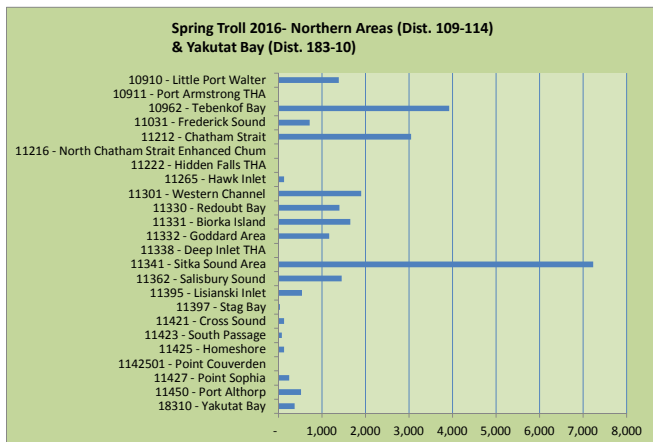 Spring Troll 2016- Northern Areas (Dist. 109-114)
& Yakutat Bay (Dist. 183-10)
10910 - Little Port Walter
10911 - Port Armstrong THA
10962 - Tebenkof Bay
11031 - Frederick Sound
11212 - Chatham Strait
11216 - North Chatham Strait Enhanced Chum
11222 - Hidden Falls THA
11265 - Hawk Inlet
11301 - Western Channel
11330 - Redoubt Bay
11331 - Biorka Island
11332 - Goddard Area
11338 - Deep Inlet THA
11341 - Sitka Sound Area
11362 - Salisbury Sound
11395 - Lisianski Inlet
11397 - Stag Bay
11421 - Cross Sound
11423 - South Passage
11425 - Homeshore
1142501 - Point Couverden
11427 - Point Sophia
11450 - Port Althorp
18310 - Yakutat Bay
- 1,000 2,000 3,000 4,000 5,000 6,000 7,000 8,000